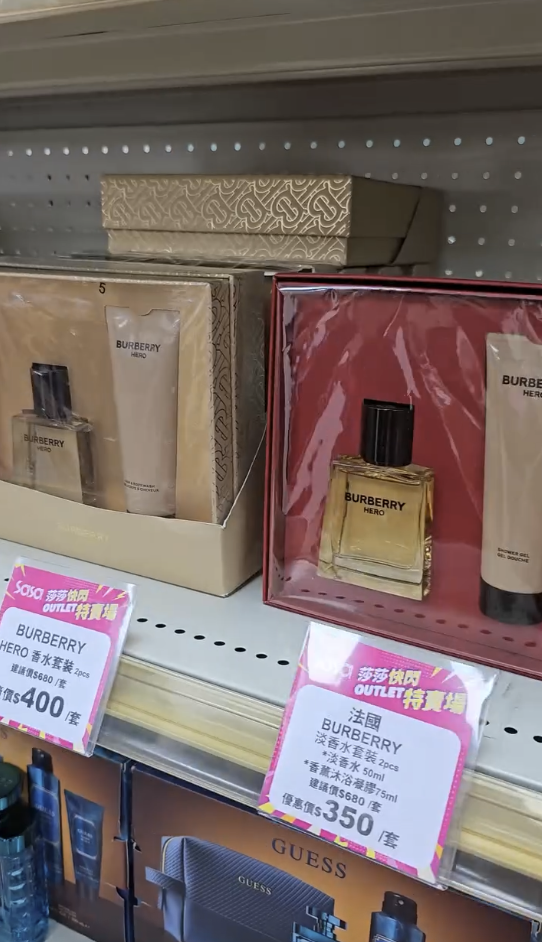 5
BURBERRY
HERO
BURBERRY
HERO
BURBERRY
HERO
BURBE
HERO
SHOWER GEL
GEL DOUCHE
sasa 莎莎快閃
OUTLET特賣場
BURBERRY
HERO 香水套裝 2pcs
建議價$680/套
價$400/套
莎莎快閃
OUTLET特賣場
法國
BURBERRY
淡香水套裝 2pcs
*淡香水 50ml
*香薰沐浴凝膠75ml
建議價$680/套
優惠價$350/套
GUESS
GUESS